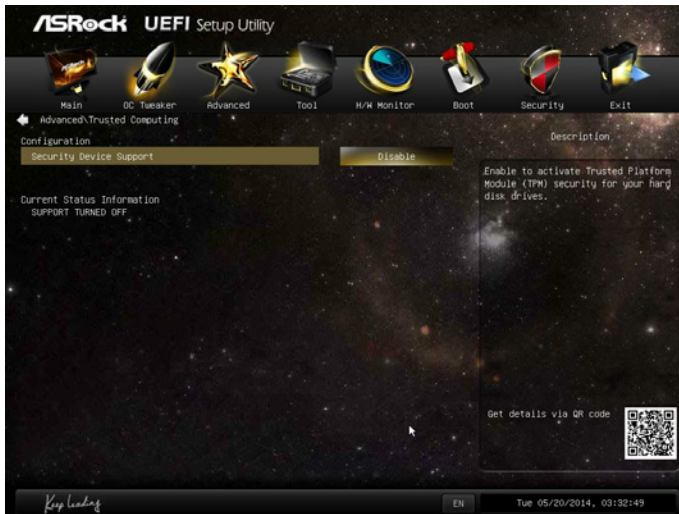 ASRock UEFI Setup Utility
Main OC Tweaker Advanced Tool H/W Monitor Boot Security Exit
Advanced\Trusted Computing
Configuration
Security Device Support Disable
Current Status Information
SUPPORT TURNED OFF
Description
Enable to activate Trusted Platform
Module (TPM) security for your hard
disk drives.
Get details via QR code
Keep Leading
EN Tue 05/20/2014, 03:32:49